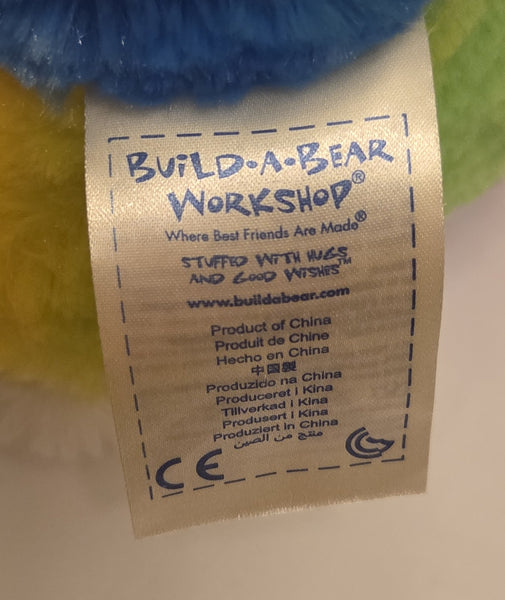 BUILD-A-BEAR
WORKSHOP®
Where Best Friends Are Made®
STUFFED WITH HUGS
AND GOOD WISHES™
www.buildabear.com
Product of China
Produit de Chine
Hecho en China
中國製
Produzido na China
Produceret i Kina
Tillverkad i Kina
Produsert i Kina
Produziert in China
منتج من الصين
CE